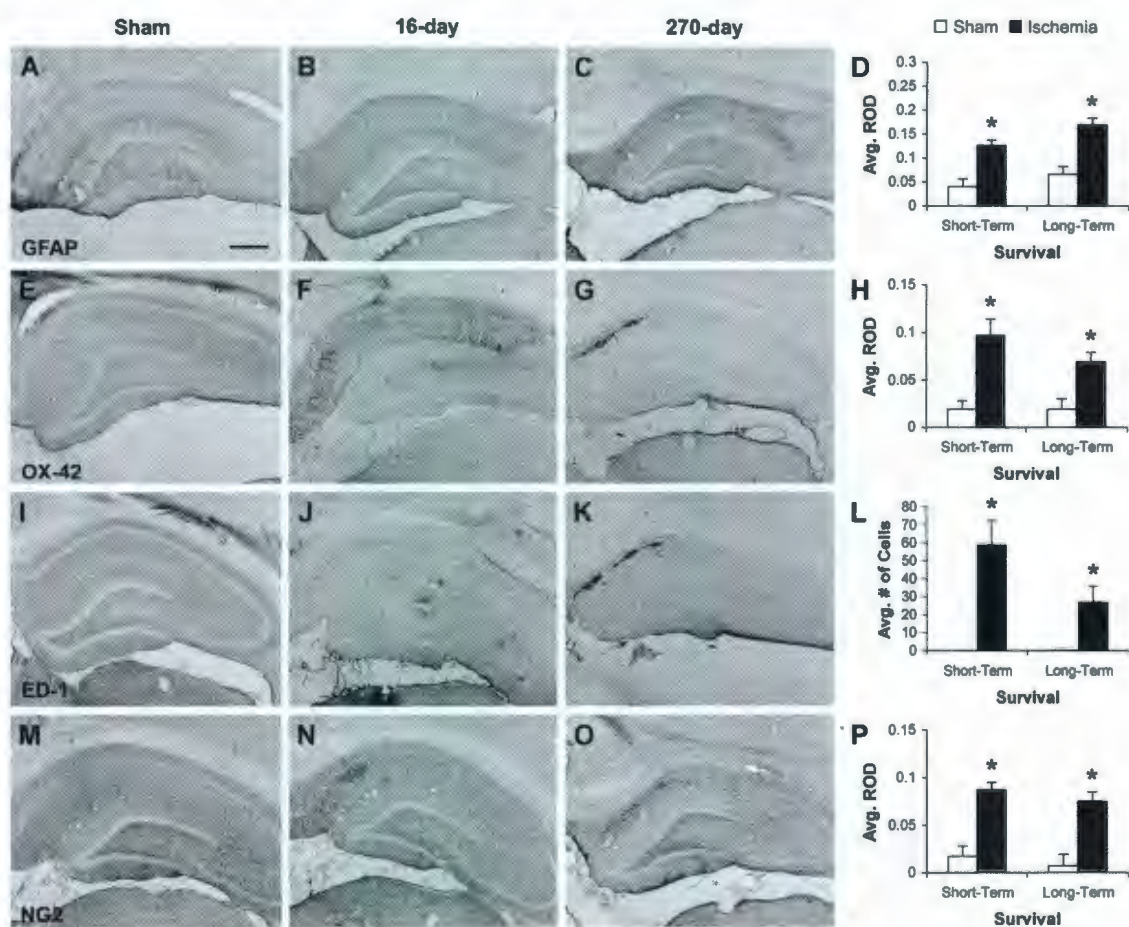 Sham 16-day 270-day
Sham Ischemia
A B C D
GFAP
0.3
0.25
0.2
0.15
0.1
0.05
0
Avg. ROD
* *
Short-Term Long-Term
Survival
E F G H
OX-42
0.15
0.1
0.05
0
Avg. ROD
* *
Short-Term Long-Term
Survival
I J K L
ED-1
80
70
60
50
40
30
20
10
0
Avg. # of Cells
* *
Short-Term Long-Term
Survival
M N O P
NG2
0.15
0.1
0.05
0
Avg. ROD
* *
Short-Term Long-Term
Survival